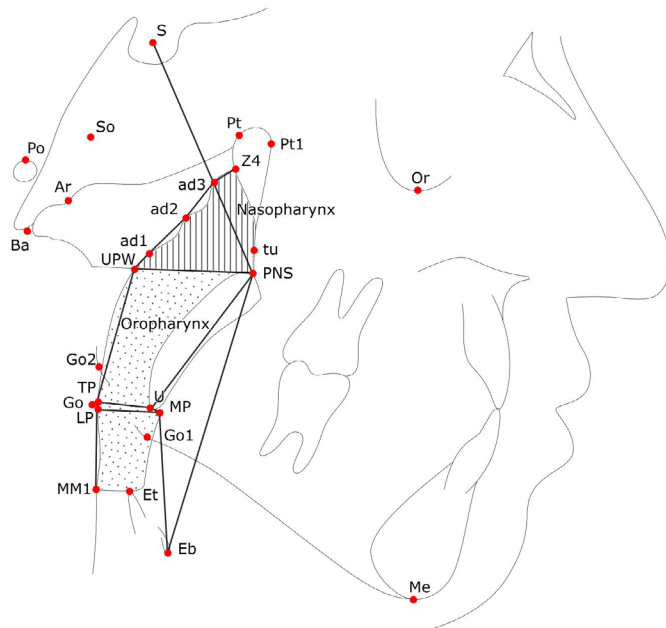 S
Pt
So
Pt1
Po
Z4
ad3
Or
Ar
ad2
Nasopharynx
Ba
ad1
tu
UPW
PNS
Oropharynx
Go2
TP
U
Go
MP
LP
Go1
MM1
Et
Eb
Me